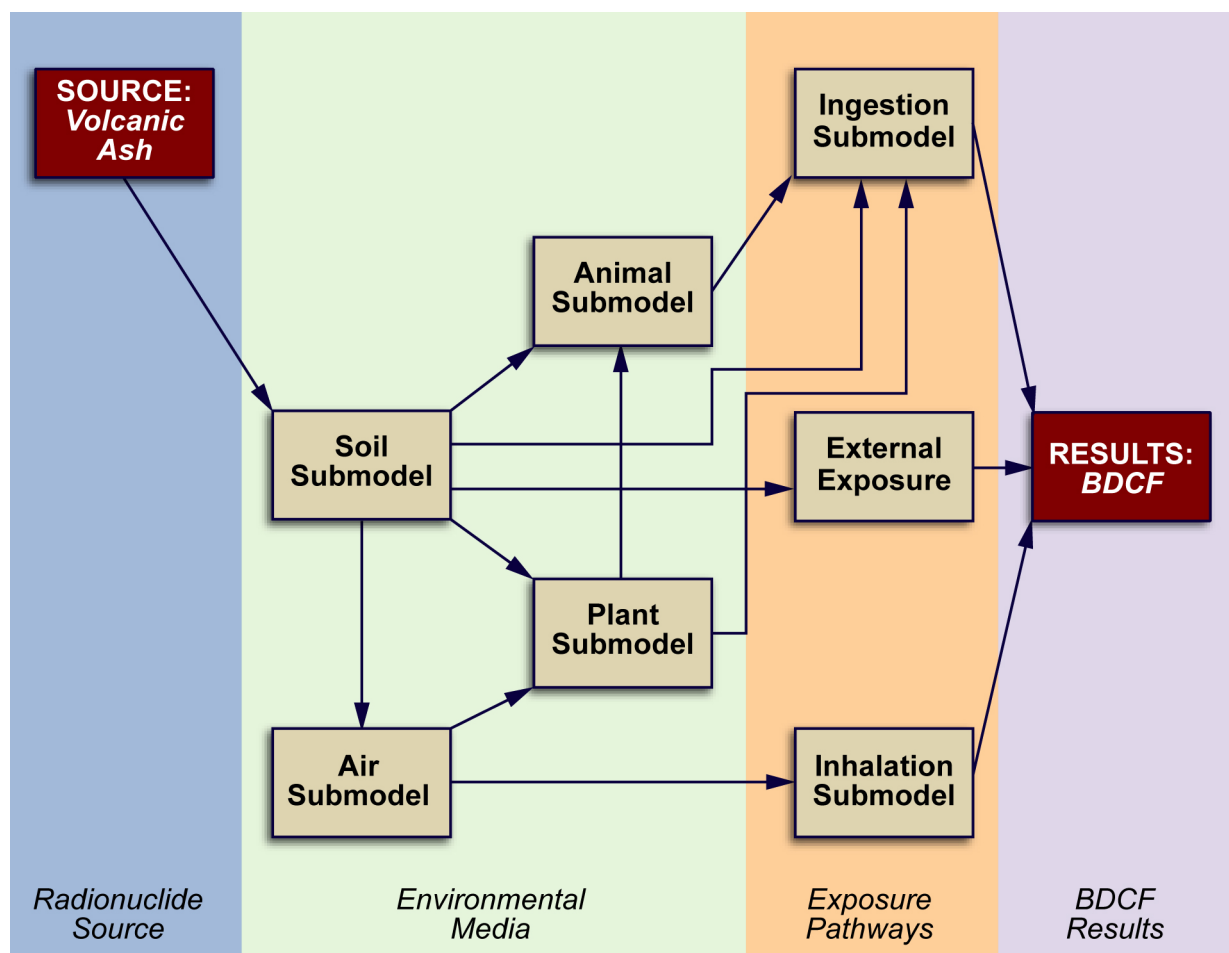 SOURCE:
Volcanic
Ash
Ingestion
Submodel
Animal
Submodel
Soil
Submodel
External
Exposure
RESULTS:
BDCF
Plant
Submodel
Air
Submodel
Inhalation
Submodel
Radionuclide
Source
Environmental
Media
Exposure
Pathways
BDCF
Results